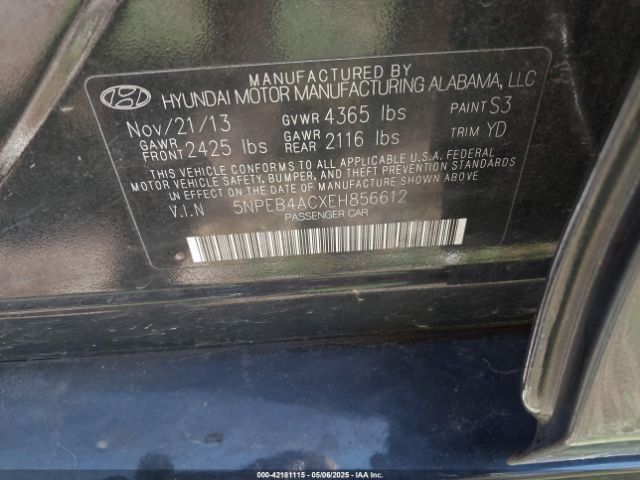 MANUFACTURED BY
HYUNDAI MOTOR MANUFACTURING ALABAMA, LLC
Nov/21/13 GVWR 4365 lbs PAINT S3
GAWR FRONT 2425 lbs GAWR REAR 2116 lbs TRIM YD
THIS VEHICLE CONFORMS TO ALL APPLICABLE U.S.A. FEDERAL
MOTOR VEHICLE SAFETY, BUMPER, AND THEFT PREVENTION STANDARDS
IN EFFECT ON THE DATE OF MANUFACTURE SHOWN ABOVE.
V.I.N 5NPEB4ACXEH856612
PASSENGER CAR
000-42181115 05/06/2025 IAAI.COM